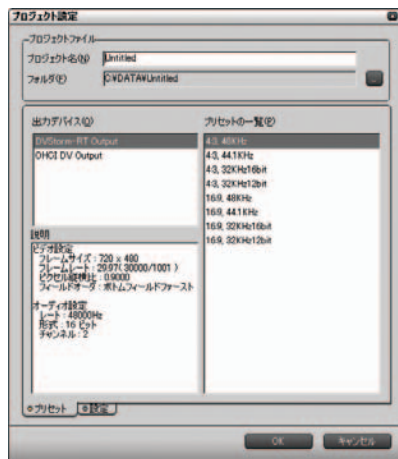 プロジェクト設定
プロジェクトファイル
プロジェクト名(N) Untitled
フォルダ(F) D:¥DATA¥Untitled
出力デバイス(O)
DVStorm-RT Output
OHCI DV Output
プリセットの一覧(P)
4:3, 48KHz
4:3, 44.1KHz
4:3, 32KHz16bit
4:3, 32KHz12bit
16:9, 48KHz
16:9, 44.1KHz
16:9, 32KHz16bit
16:9, 32KHz12bit
説明
ビデオ設定
フレームサイズ : 720 x 480
フレームレート : 29.97( 30000/1001 )
ピクセル縦横比 : 0.9000
フィールドオーダ : ボトムフィールドファースト
オーディオ設定
レート : 48000Hz
形式 : 16 ビット
チャンネル : 2
プリセット
設定
OK
キャンセル